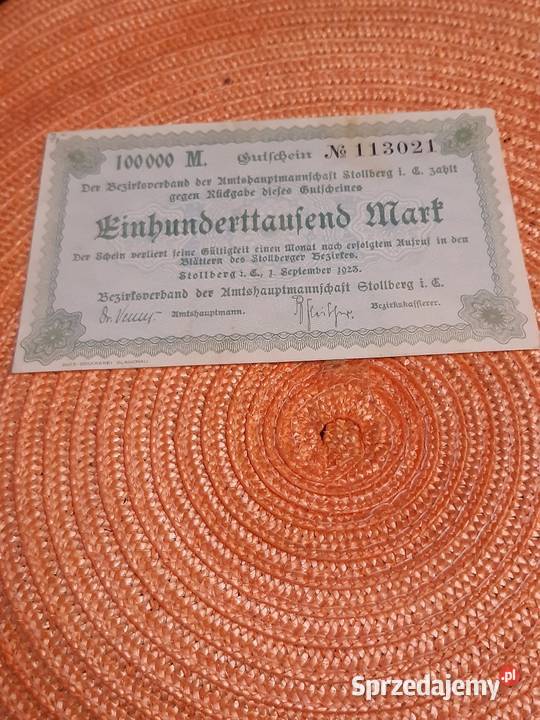 100000 M. Gutschein № 113021
Der Bezirksverband der Amtshauptmannschaft Stollberg i. E. zahlt
gegen Rückgabe dieses Gutscheines
Einhunderttausend Mark
Der Schein verliert seine Gültigkeit einen Monat nach erfolgtem Aufruf in den
Blättern des Stollberger Bezirkes.
Stollberg i. E., 1. September 1923.
Bezirksverband der Amtshauptmannschaft Stollberg i. E.
Amtshauptmann. Bezirkskassierer.
GLAUCHAU
Sprzedajemy.pl